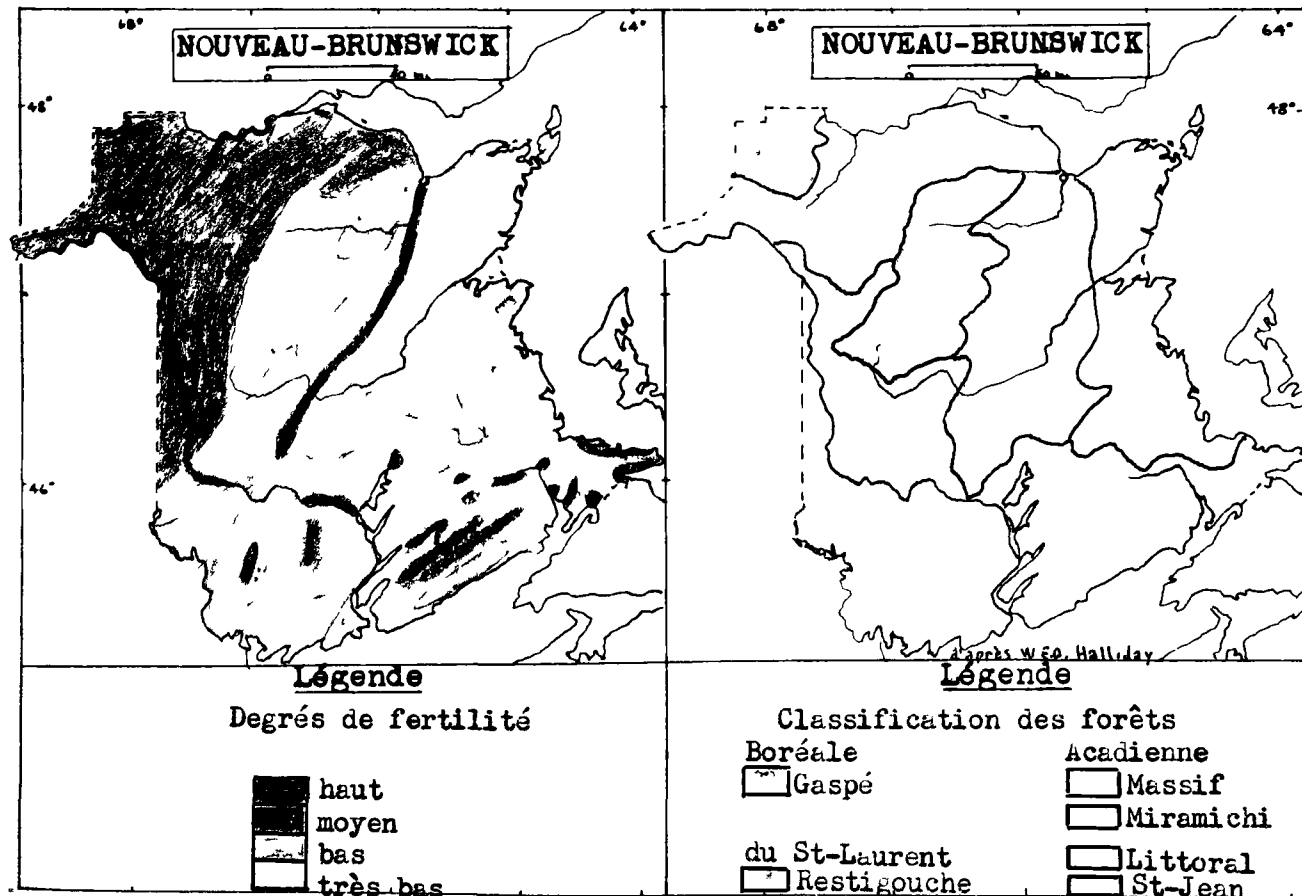 68°
64°
NOUVEAU-BRUNSWICK
0
48°
46°
Légende
Degrés de fertilité
haut
moyen
bas
très bas
68°
64°
NOUVEAU-BRUNSWICK
0
48°
d'après W.E.D. Halliday
Légende
Classification des forêts
Boréale
Acadienne
Gaspé
Massif
Miramichi
du St-Laurent
Littoral
Restigouche
St-Jean